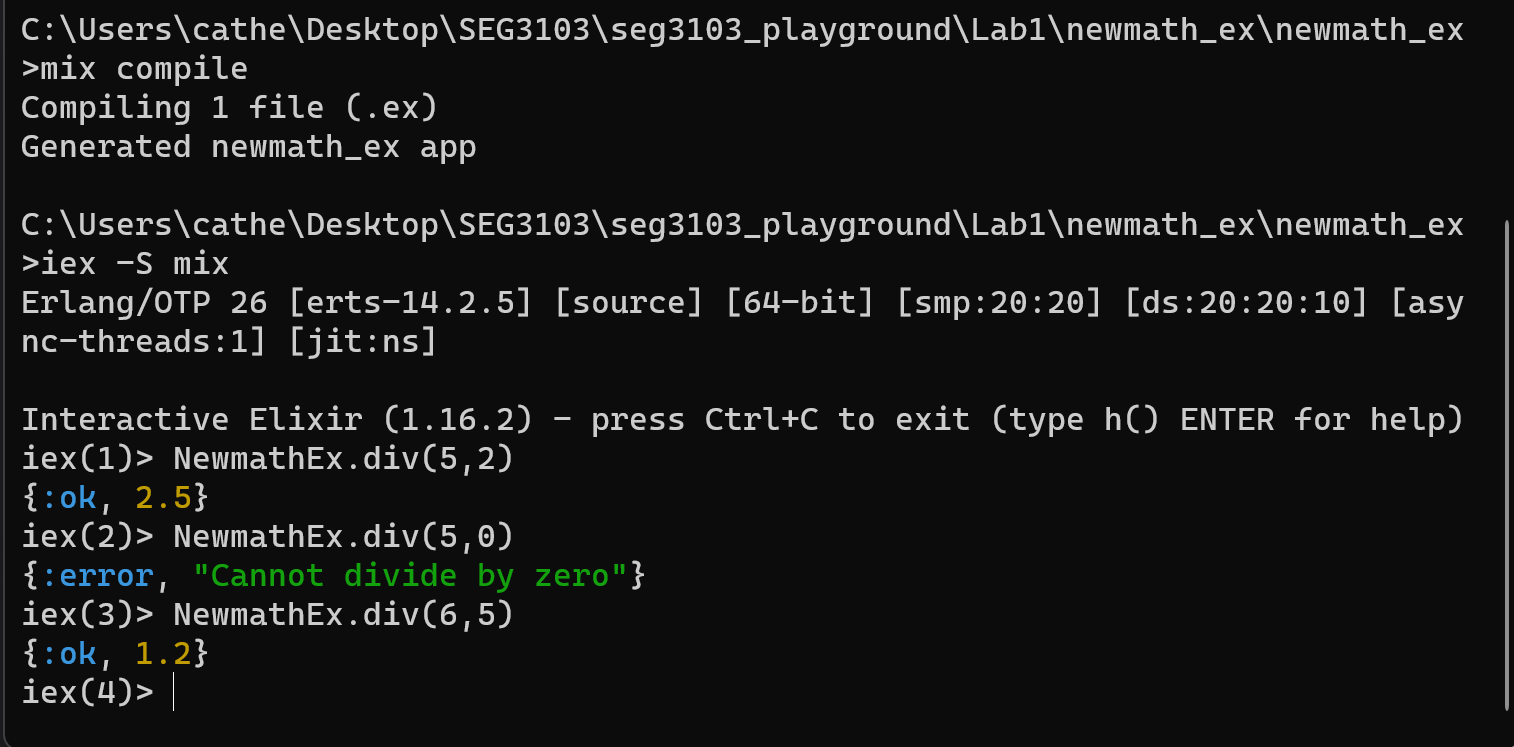 C:\Users\cathe\Desktop\SEG3103\seg3103_playground\Lab1\newmath_ex\newmath_ex
>mix compile
Compiling 1 file (.ex)
Generated newmath_ex app
C:\Users\cathe\Desktop\SEG3103\seg3103_playground\Lab1\newmath_ex\newmath_ex
>iex -S mix
Erlang/OTP 26 [erts-14.2.5] [source] [64-bit] [smp:20:20] [ds:20:20:10] [asy
nc-threads:1] [jit:ns]
Interactive Elixir (1.16.2) - press Ctrl+C to exit (type h() ENTER for help)
iex(1)> NewmathEx.div(5,2)
{:ok, 2.5}
iex(2)> NewmathEx.div(5,0)
{:error, "Cannot divide by zero"}
iex(3)> NewmathEx.div(6,5)
{:ok, 1.2}
iex(4)>